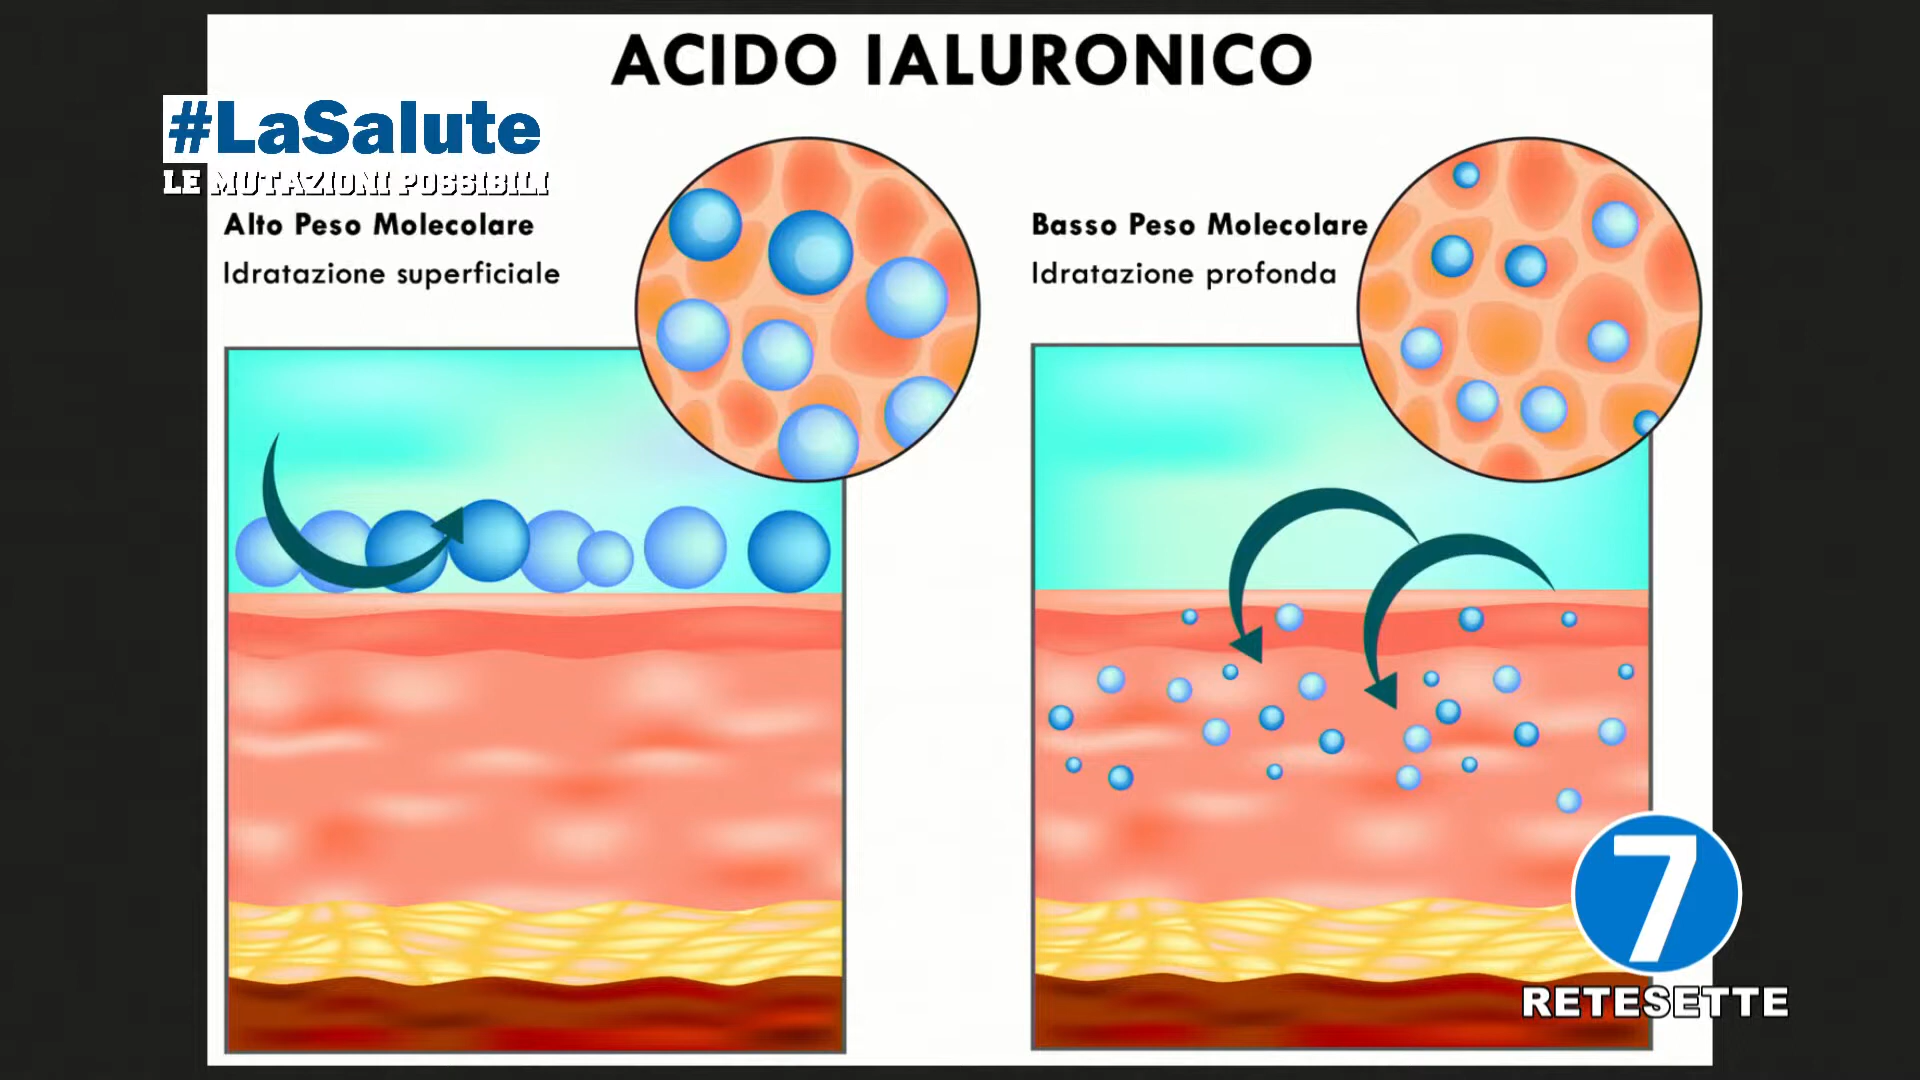 ACIDO IALURONICO
#LaSalute
LE MUTAZIONI POSSIBILI
Alto Peso Molecolare
Idratazione superficiale
Basso Peso Molecolare
Idratazione profonda
7
RETESETTE